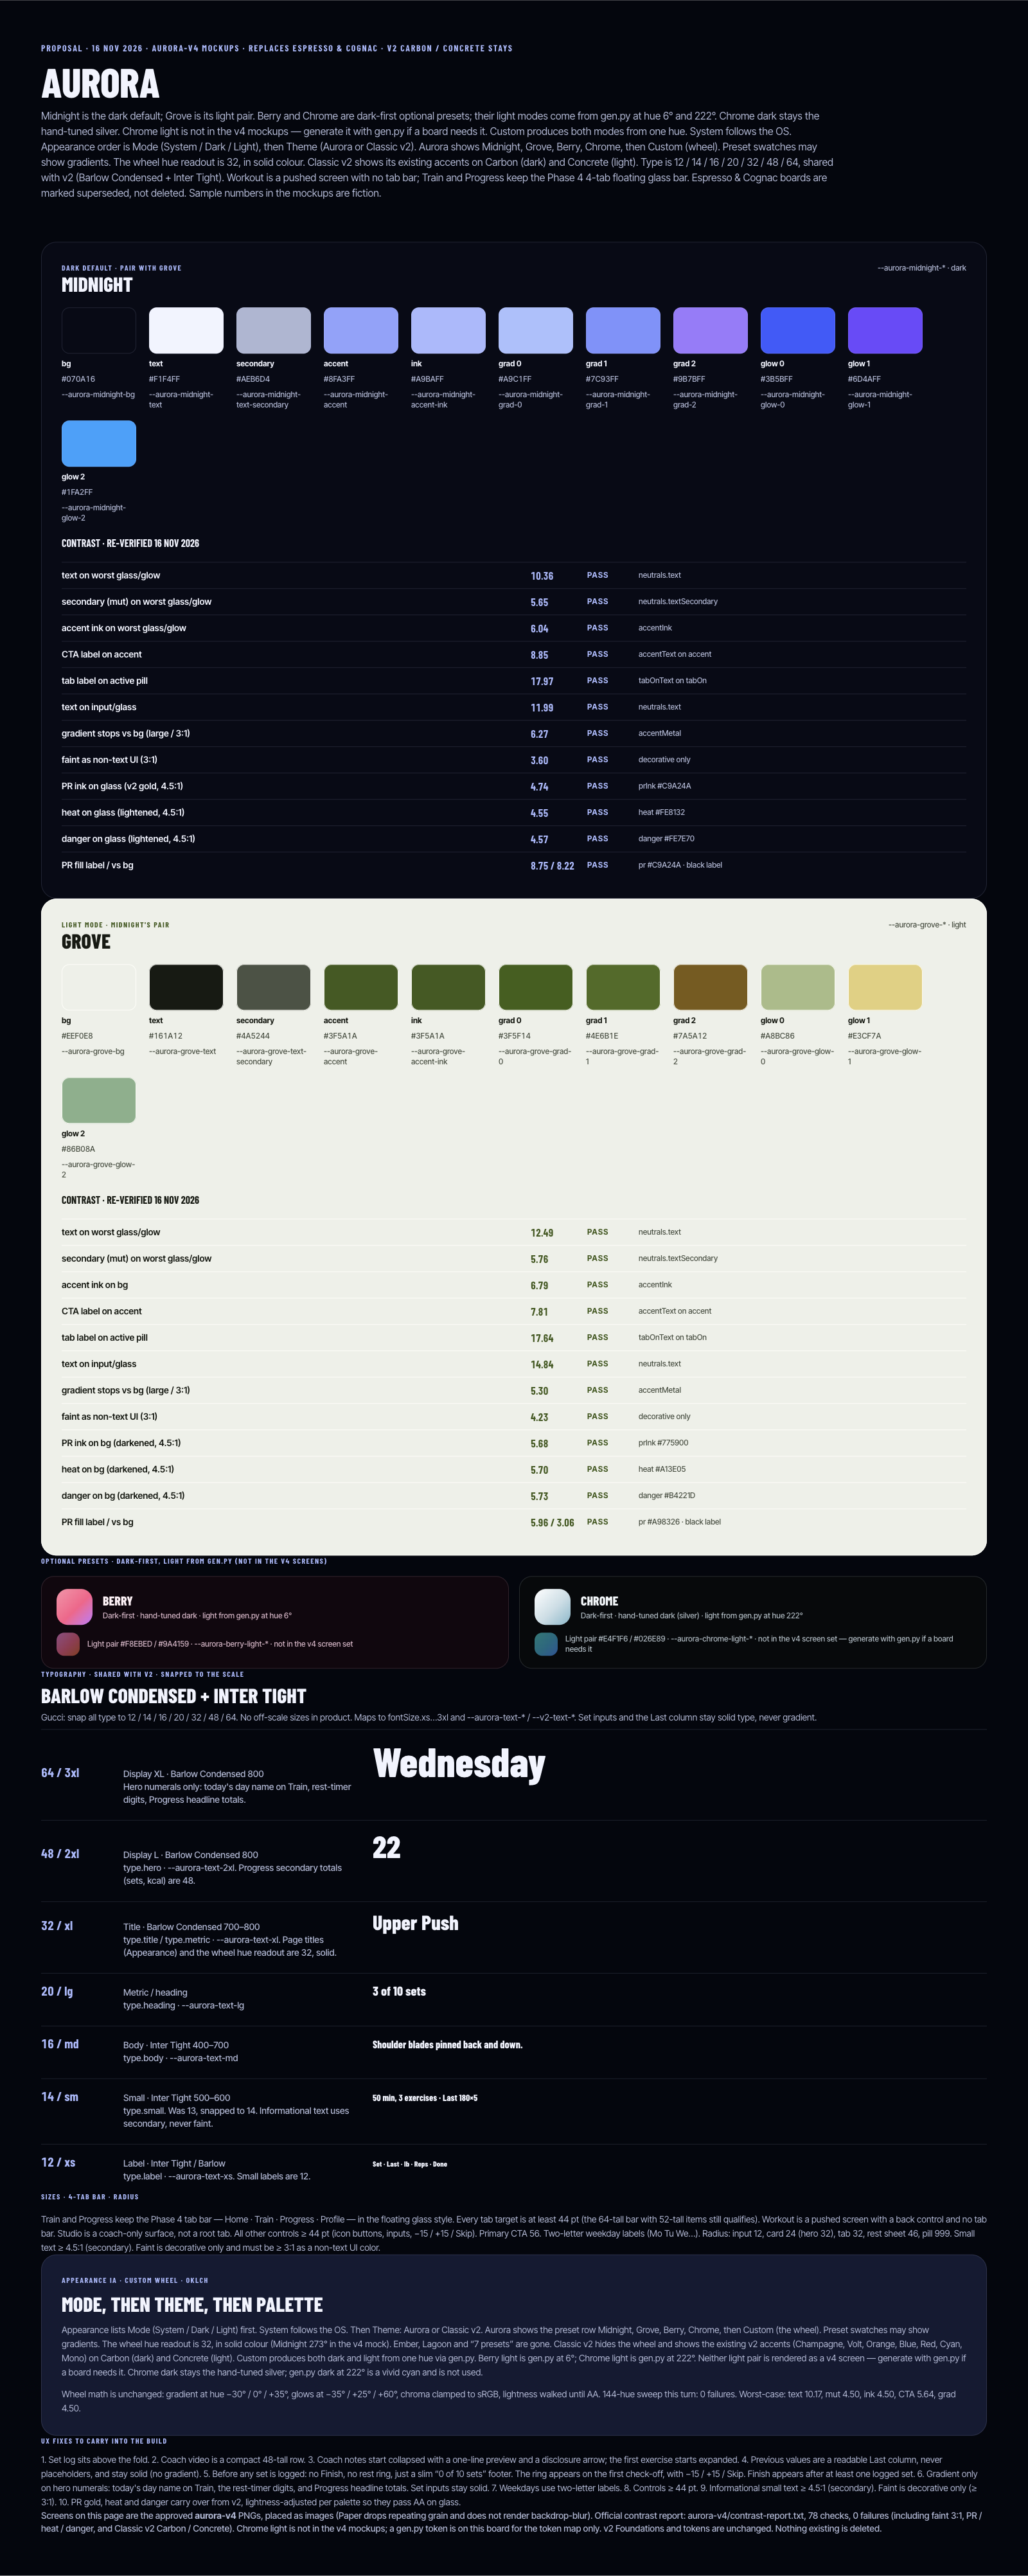 PROPOSAL · 16 NOV 2026 · AURORA-V4 MOCKUPS · REPLACES ESPRESSO & COGNAC · V2 CARBON / CONCRETE STAYS
AURORA
Midnight is the dark default; Grove is its light pair. Berry and Chrome are dark-first optional presets; their light modes come from gen.py at hue 6° and 222°. Chrome dark stays the
hand-tuned silver. Chrome light is not in the v4 mockups — generate it with gen.py if a board needs it. Custom produces both modes from one hue. System follows the OS.
Appearance order is Mode (System / Dark / Light), then Theme (Aurora or Classic v2). Aurora shows Midnight, Grove, Berry, Chrome, then Custom (wheel). Preset swatches may
show gradients. The wheel hue readout is 32, in solid colour. Classic v2 shows its existing accents on Carbon (dark) and Concrete (light). Type is 12 / 14 / 16 / 20 / 32 / 48 / 64, shared
with v2 (Barlow Condensed + Inter Tight). Workout is a pushed screen with no tab bar; Train and Progress keep the Phase 4 4-tab floating glass bar. Espresso & Cognac boards are
marked superseded, not deleted. Sample numbers in the mockups are fiction.
DARK DEFAULT · PAIR WITH GROVE
--aurora-midnight-* · dark
MIDNIGHT
bg
#070A16
--aurora-midnight-bg
text
#F1F4FF
--aurora-midnight-
text
secondary
#AEB6D4
--aurora-midnight-
text-secondary
accent
#8FA3FF
--aurora-midnight-
accent
ink
#A9BAFF
--aurora-midnight-
accent-ink
grad 0
#A9C1FF
--aurora-midnight-
grad-0
grad 1
#7C93FF
--aurora-midnight-
grad-1
grad 2
#9B7BFF
--aurora-midnight-
grad-2
glow 0
#3B5BFF
--aurora-midnight-
glow-0
glow 1
#6D4AFF
--aurora-midnight-
glow-1
glow 2
#1FA2FF
--aurora-midnight-
glow-2
CONTRAST · RE-VERIFIED 16 NOV 2026
text on worst glass/glow 10.36 PASS neutrals.text
secondary (mut) on worst glass/glow 5.65 PASS neutrals.textSecondary
accent ink on worst glass/glow 6.04 PASS accentInk
CTA label on accent 8.85 PASS accentText on accent
tab label on active pill 17.97 PASS tabOnText on tabOn
text on input/glass 11.99 PASS neutrals.text
gradient stops vs bg (large / 3:1) 6.27 PASS accentMetal
faint as non-text UI (3:1) 3.60 PASS decorative only
PR ink on glass (v2 gold, 4.5:1) 4.74 PASS prInk #C9A24A
heat on glass (lightened, 4.5:1) 4.55 PASS heat #FE8132
danger on glass (lightened, 4.5:1) 4.57 PASS danger #FE7E70
PR fill label / vs bg 8.75 / 8.22 PASS pr #C9A24A · black label
LIGHT MODE · MIDNIGHT'S PAIR
--aurora-grove-* · light
GROVE
bg
#EEF0E8
--aurora-grove-bg
text
#161A12
--aurora-grove-text
secondary
#4A5244
--aurora-grove-text-
secondary
accent
#3F5A1A
--aurora-grove-
accent
ink
#3F5A1A
--aurora-grove-
accent-ink
grad 0
#3F5F14
--aurora-grove-grad-
0
grad 1
#4E6B1E
--aurora-grove-grad-
1
grad 2
#7A5A12
--aurora-grove-grad-
2
glow 0
#A8BC86
--aurora-grove-glow-
0
glow 1
#E3CF7A
--aurora-grove-glow-
1
glow 2
#86B08A
--aurora-grove-glow-
2
CONTRAST · RE-VERIFIED 16 NOV 2026
text on worst glass/glow 12.49 PASS neutrals.text
secondary (mut) on worst glass/glow 5.76 PASS neutrals.textSecondary
accent ink on bg 6.79 PASS accentInk
CTA label on accent 7.81 PASS accentText on accent
tab label on active pill 17.64 PASS tabOnText on tabOn
text on input/glass 14.84 PASS neutrals.text
gradient stops vs bg (large / 3:1) 5.30 PASS accentMetal
faint as non-text UI (3:1) 4.23 PASS decorative only
PR ink on bg (darkened, 4.5:1) 5.68 PASS prInk #775900
heat on bg (darkened, 4.5:1) 5.70 PASS heat #A13E05
danger on bg (darkened, 4.5:1) 5.73 PASS danger #B4221D
PR fill label / vs bg 5.96 / 3.06 PASS pr #A98326 · black label
OPTIONAL PRESETS · DARK-FIRST, LIGHT FROM GEN.PY (NOT IN THE V4 SCREENS)
BERRY
Dark-first · hand-tuned dark · light from gen.py at hue 6°
Light pair #F8EBED / #9A4159 · --aurora-berry-light-* · not in the v4 screen set
CHROME
Dark-first · hand-tuned dark (silver) · light from gen.py at hue 222°
Light pair #E4F1F6 / #026E89 · --aurora-chrome-light-* · not in the v4 screen set — generate with gen.py if a board
needs it
TYPOGRAPHY · SHARED WITH V2 · SNAPPED TO THE SCALE
BARLOW CONDENSED + INTER TIGHT
Gucci: snap all type to 12 / 14 / 16 / 20 / 32 / 48 / 64. No off-scale sizes in product. Maps to fontSize.xs…3xl and --aurora-text-* / --v2-text-*. Set inputs and the Last column stay solid type, never gradient.
64 / 3xl
Display XL · Barlow Condensed 800
Hero numerals only: today's day name on Train, rest-timer
digits, Progress headline totals.
Wednesday
48 / 2xl
Display L · Barlow Condensed 800
type.hero · --aurora-text-2xl. Progress secondary totals
(sets, kcal) are 48.
22
32 / xl
Title · Barlow Condensed 700–800
type.title / type.metric · --aurora-text-xl. Page titles
(Appearance) and the wheel hue readout are 32, solid.
Upper Push
20 / lg
Metric / heading
type.heading · --aurora-text-lg
3 of 10 sets
16 / md
Body · Inter Tight 400–700
type.body · --aurora-text-md
Shoulder blades pinned back and down.
14 / sm
Small · Inter Tight 500–600
type.small. Was 13, snapped to 14. Informational text uses
secondary, never faint.
50 min, 3 exercises · Last 180×5
12 / xs
Label · Inter Tight / Barlow
type.label · --aurora-text-xs. Small labels are 12.
Set · Last · lb · Reps · Done
SIZES · 4-TAB BAR · RADIUS
Train and Progress keep the Phase 4 tab bar — Home · Train · Progress · Profile — in the floating glass style. Every tab target is at least 44 pt (the 64-tall bar with 52-tall items still qualifies). Workout is a pushed screen with a back control and no tab
bar. Studio is a coach-only surface, not a root tab. All other controls ≥ 44 pt (icon buttons, inputs, −15 / +15 / Skip). Primary CTA 56. Two-letter weekday labels (Mo Tu We…). Radius: input 12, card 24 (hero 32), tab 32, rest sheet 46, pill 999. Small
text ≥ 4.5:1 (secondary). Faint is decorative only and must be ≥ 3:1 as a non-text UI color.
APPEARANCE IA · CUSTOM WHEEL · OKLCH
MODE, THEN THEME, THEN PALETTE
Appearance lists Mode (System / Dark / Light) first. System follows the OS. Then Theme: Aurora or Classic v2. Aurora shows the preset row Midnight, Grove, Berry, Chrome, then Custom (the wheel). Preset swatches may show
gradients. The wheel hue readout is 32, in solid colour (Midnight 273° in the v4 mock). Ember, Lagoon and “7 presets” are gone. Classic v2 hides the wheel and shows the existing v2 accents (Champagne, Volt, Orange, Blue, Red, Cyan,
Mono) on Carbon (dark) and Concrete (light). Custom produces both dark and light from one hue via gen.py. Berry light is gen.py at 6°; Chrome light is gen.py at 222°. Neither light pair is rendered as a v4 screen — generate with gen.py if
a board needs it. Chrome dark stays the hand-tuned silver; gen.py dark at 222° is a vivid cyan and is not used.
Wheel math is unchanged: gradient at hue −30° / 0° / +35°, glows at −35° / +25° / +60°, chroma clamped to sRGB, lightness walked until AA. 144-hue sweep this turn: 0 failures. Worst-case: text 10.17, mut 4.50, ink 4.50, CTA 5.64, grad
4.50.
UX FIXES TO CARRY INTO THE BUILD
1. Set log sits above the fold. 2. Coach video is a compact 48-tall row. 3. Coach notes start collapsed with a one-line preview and a disclosure arrow; the first exercise starts expanded. 4. Previous values are a readable Last column, never
placeholders, and stay solid (no gradient). 5. Before any set is logged: no Finish, no rest ring, just a slim “0 of 10 sets” footer. The ring appears on the first check-off, with −15 / +15 / Skip. Finish appears after at least one logged set. 6. Gradient only
on hero numerals: today's day name on Train, the rest-timer digits, and Progress headline totals. Set inputs stay solid. 7. Weekdays use two-letter labels. 8. Controls ≥ 44 pt. 9. Informational small text ≥ 4.5:1 (secondary). Faint is decorative only (≥
3:1). 10. PR gold, heat and danger carry over from v2, lightness-adjusted per palette so they pass AA on glass.
Screens on this page are the approved aurora-v4 PNGs, placed as images (Paper drops repeating grain and does not render backdrop-blur). Official contrast report: aurora-v4/contrast-report.txt, 78 checks, 0 failures (including faint 3:1, PR /
heat / danger, and Classic v2 Carbon / Concrete). Chrome light is not in the v4 mockups; a gen.py token is on this board for the token map only. v2 Foundations and tokens are unchanged. Nothing existing is deleted.